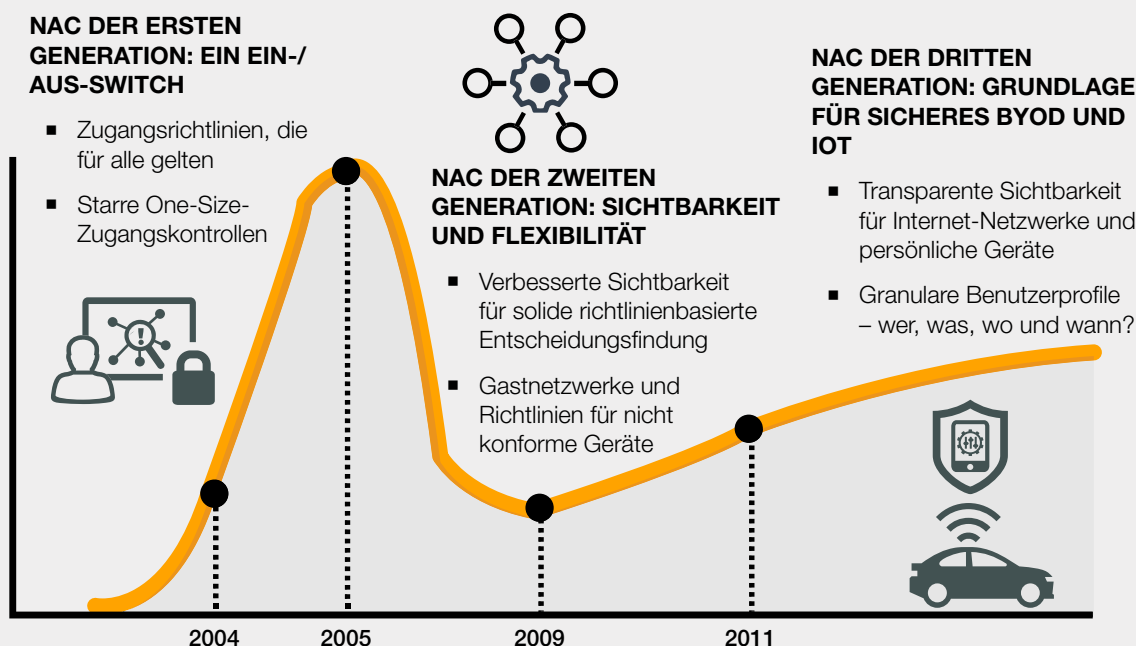 NAC DER ERSTEN
GENERATION: EIN EIN-/
AUS-SWITCH
■ Zugangsrichtlinien, die
für alle gelten
■ Starre One-Size-
Zugangskontrollen
NAC DER ZWEITEN
GENERATION: SICHTBARKEIT
UND FLEXIBILITÄT
■ Verbesserte Sichtbarkeit
für solide richtlinienbasierte
Entscheidungsfindung
■ Gastnetzwerke und
Richtlinien für nicht
konforme Geräte
NAC DER DRITTEN
GENERATION: GRUNDLAGE
FÜR SICHERES BYOD UND
IOT
■ Transparente Sichtbarkeit
für Internet-Netzwerke und
persönliche Geräte
■ Granulare Benutzerprofile
– wer, was, wo und wann?
2004
2005
2009
2011